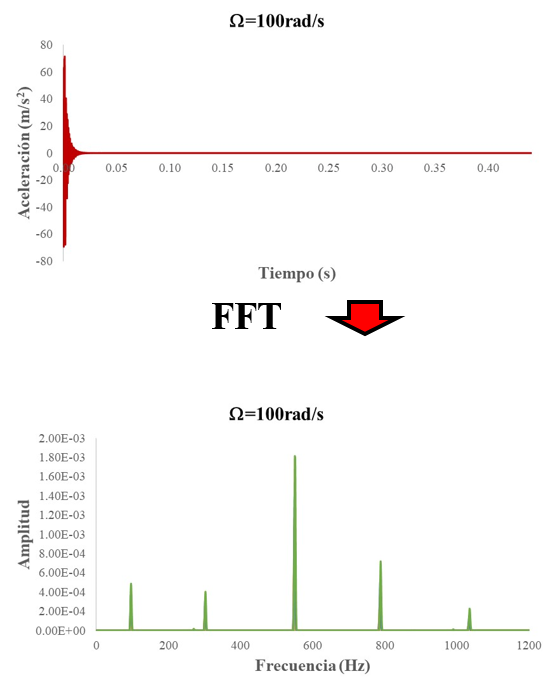 Ω=100rad/s
80
60
40
20
0
-20
-40
-60
-80
0.00 0.05 0.10 0.15 0.20 0.25 0.30 0.35 0.40
Aceleración (m/s²)
Tiempo (s)
FFT
Ω=100rad/s
2.00E-03
1.80E-03
1.60E-03
1.40E-03
1.20E-03
1.00E-03
8.00E-04
6.00E-04
4.00E-04
2.00E-04
0.00E+00
Amplitud
0 200 400 600 800 1000 1200
Frecuencia (Hz)